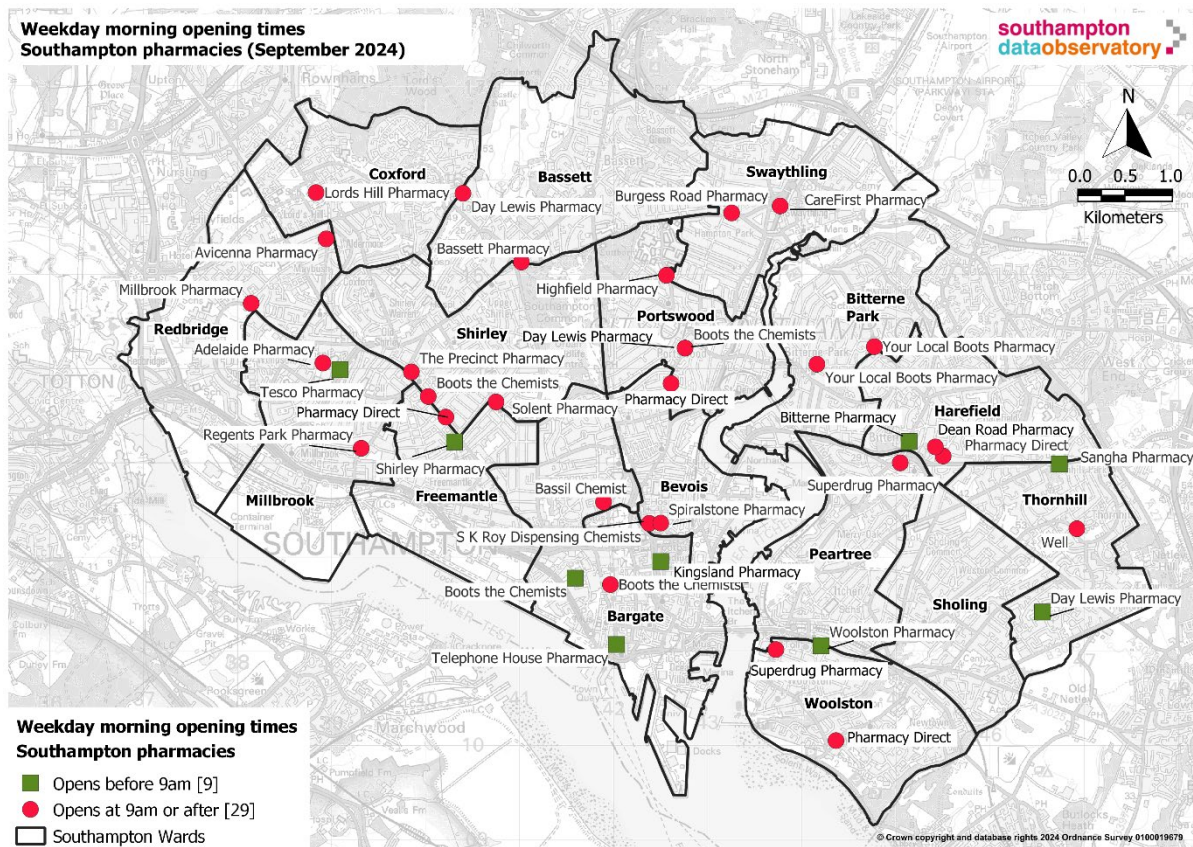 Weekday morning opening times
Southampton pharmacies (September 2024)
southampton
dataobservatory
N
0.0 0.5 1.0
Kilometers
Coxford
Bassett
Swaythling
Lords Hill Pharmacy
Day Lewis Pharmacy
Burgess Road Pharmacy
CareFirst Pharmacy
Avicenna Pharmacy
Bassett Pharmacy
Highfield Pharmacy
Millbrook Pharmacy
Redbridge
Shirley
Portswood
Bitterne
Park
Day Lewis Pharmacy
Boots the Chemists
Your Local Boots Pharmacy
Adelaide Pharmacy
The Precinct Pharmacy
Your Local Boots Pharmacy
Tesco Pharmacy
Boots the Chemists
Solent Pharmacy
Pharmacy Direct
Pharmacy Direct
Bitterne Pharmacy
Harefield
Dean Road Pharmacy
Pharmacy Direct
Regents Park Pharmacy
Shirley Pharmacy
Superdrug Pharmacy
Sangha Pharmacy
Millbrook
Freemantle
Bassil Chemist
Bevois
Thornhill
Spiralstone Pharmacy
S K Roy Dispensing Chemists
Well
SOUTHAMPTON
Peartree
Kingsland Pharmacy
Boots the Chemists
Boots the Chemists
Bargate
Sholing
Day Lewis Pharmacy
Woolston Pharmacy
Telephone House Pharmacy
Superdrug Pharmacy
Woolston
Pharmacy Direct
TOTTON
Rownhams
Nursling
North
Stoneham
Marchwood
Weekday morning opening times
Southampton pharmacies
Opens before 9am [9]
Opens at 9am or after [29]
Southampton Wards
© Crown copyright and database rights 2024 Ordnance Survey 0100019679